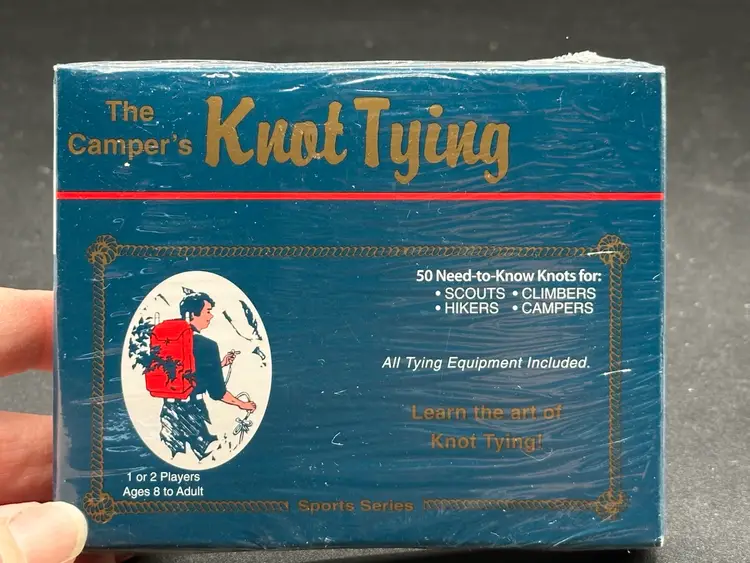 The
Camper's
Knot Tying
50 Need-to-Know Knots for:
• SCOUTS • CLIMBERS
• HIKERS • CAMPERS
All Tying Equipment Included.
Learn the art of
Knot Tying!
1 or 2 Players
Ages 8 to Adult
Sports Series